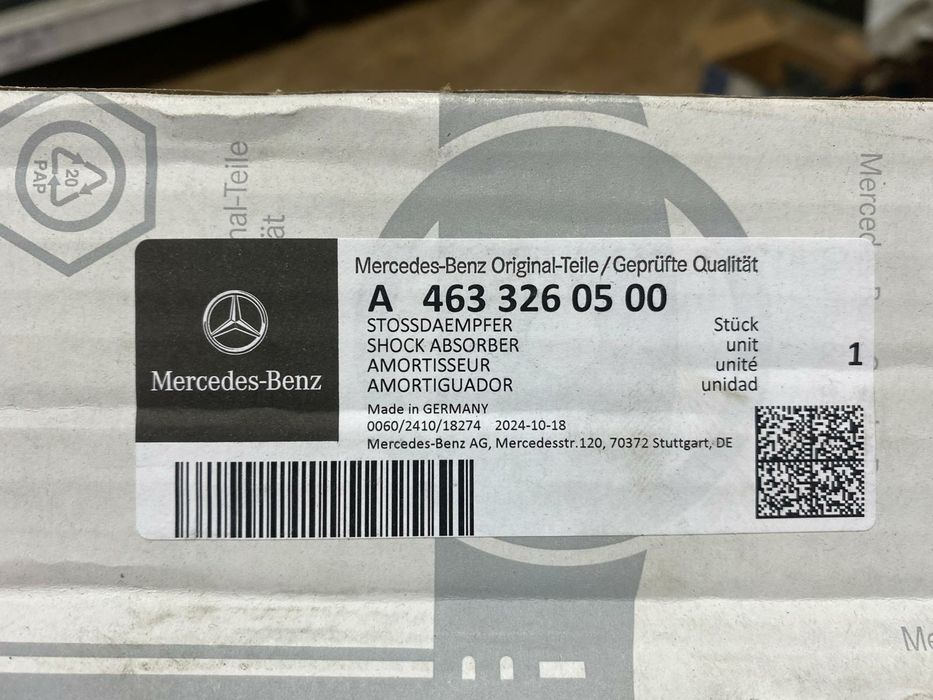 20
PAP
nal-Teile
ät
Merced
Mercedes-Benz
Mercedes-Benz Original-Teile/Geprüfte Qualität
A 463 326 05 00
STOSSDAEMPFER Stück
SHOCK ABSORBER unit
AMORTISSEUR unité
AMORTIGUADOR unidad
1
Made in GERMANY
0060/2410/18274 2024-10-18
Mercedes-Benz AG, Mercedesstr.120, 70372 Stuttgart, DE
Me